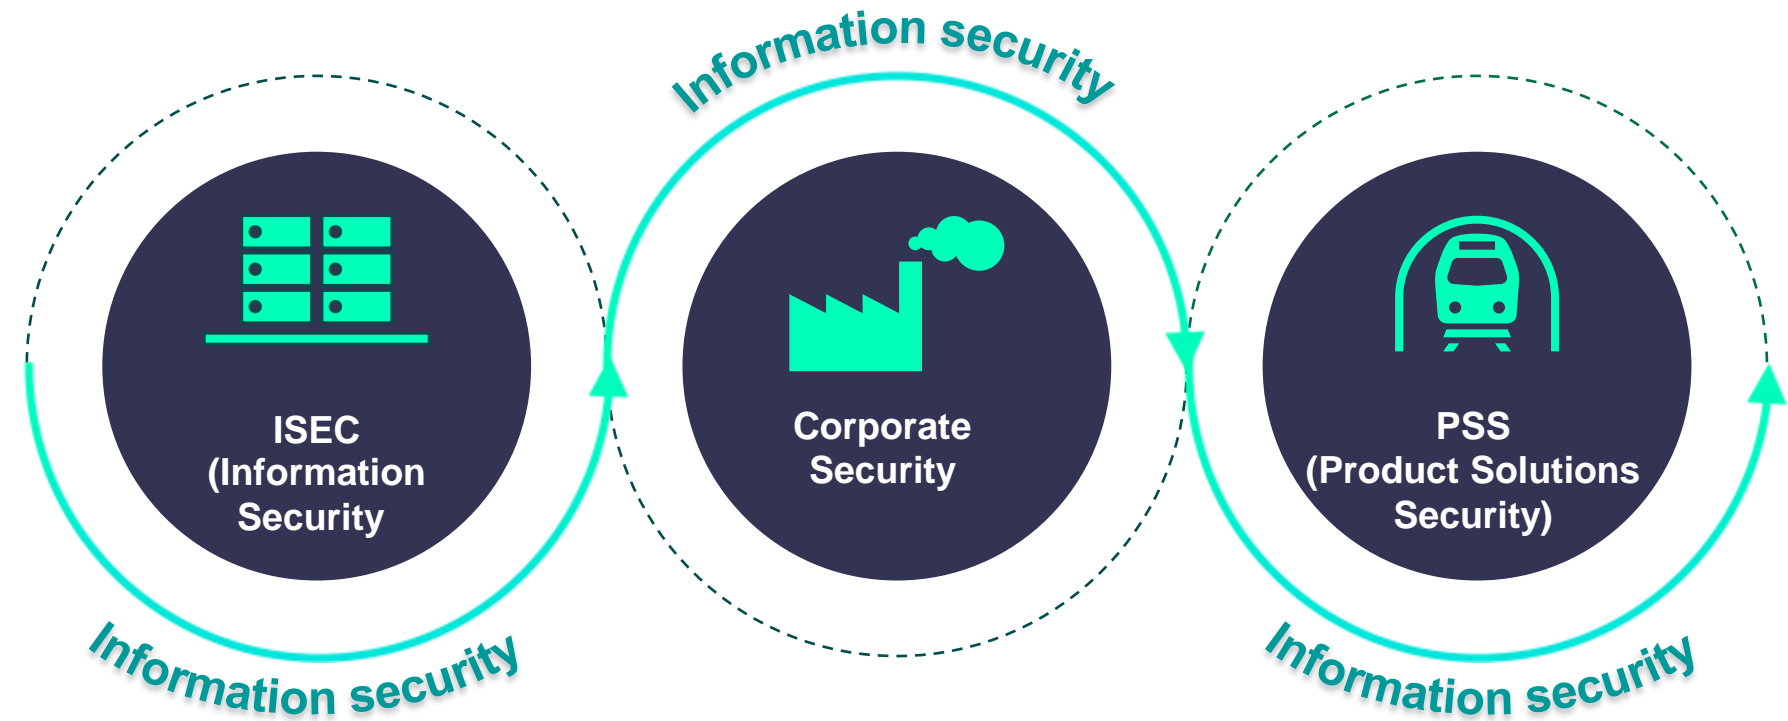 Information security
ISEC
(Information
Security
Corporate
Security
PSS
(Product Solutions
Security)
Information security
Information security